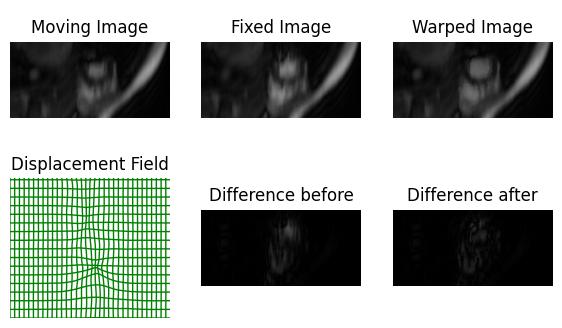 Moving Image
Fixed Image
Warped Image
Displacement Field
Difference before
Difference after